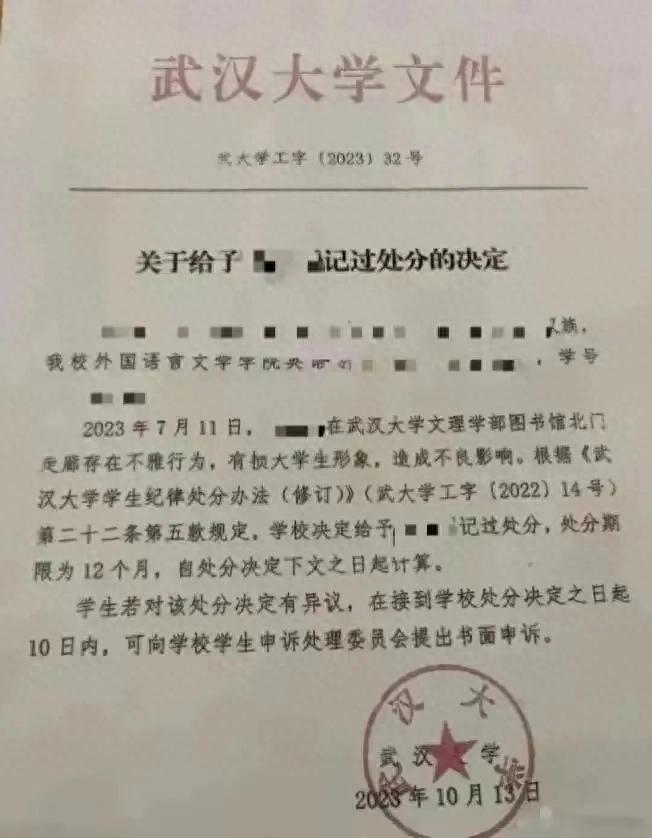 武汉大学文件
武大学工字〔2023〕32号
关于给予 记过处分的决定
族，
我校外国语言文学学院英语 ，学号
2023年7月11日， 在武汉大学文理学部图书馆北门
走廊存在不雅行为，有损大学生形象，造成不良影响。根据《武
汉大学学生纪律处分办法（修订）》（武大学工字〔2022〕14号）
第二十二条第五款规定，学校决定给予 记过处分，处分期
限为12个月，自处分决定下文之日起计算。
学生若对该处分决定有异议，在接到学校处分决定之日起
10日内，可向学校学生申诉处理委员会提出书面申诉。
武汉大学
武汉大学
2023年10月13日